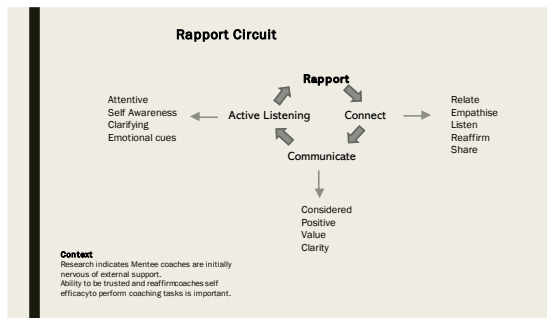 Rapport Circuit
Rapport
Attentive
Self Awareness
Clarifying
Emotional cues
Active Listening
Connect
Relate
Empathise
Listen
Reaffirm
Share
Communicate
Considered
Positive
Value
Clarity
Context
Research indicates Mentee coaches are initially
nervous of external support.
Ability to be trusted and reaffirmcoaches self
efficacyto perform coaching tasks is important.